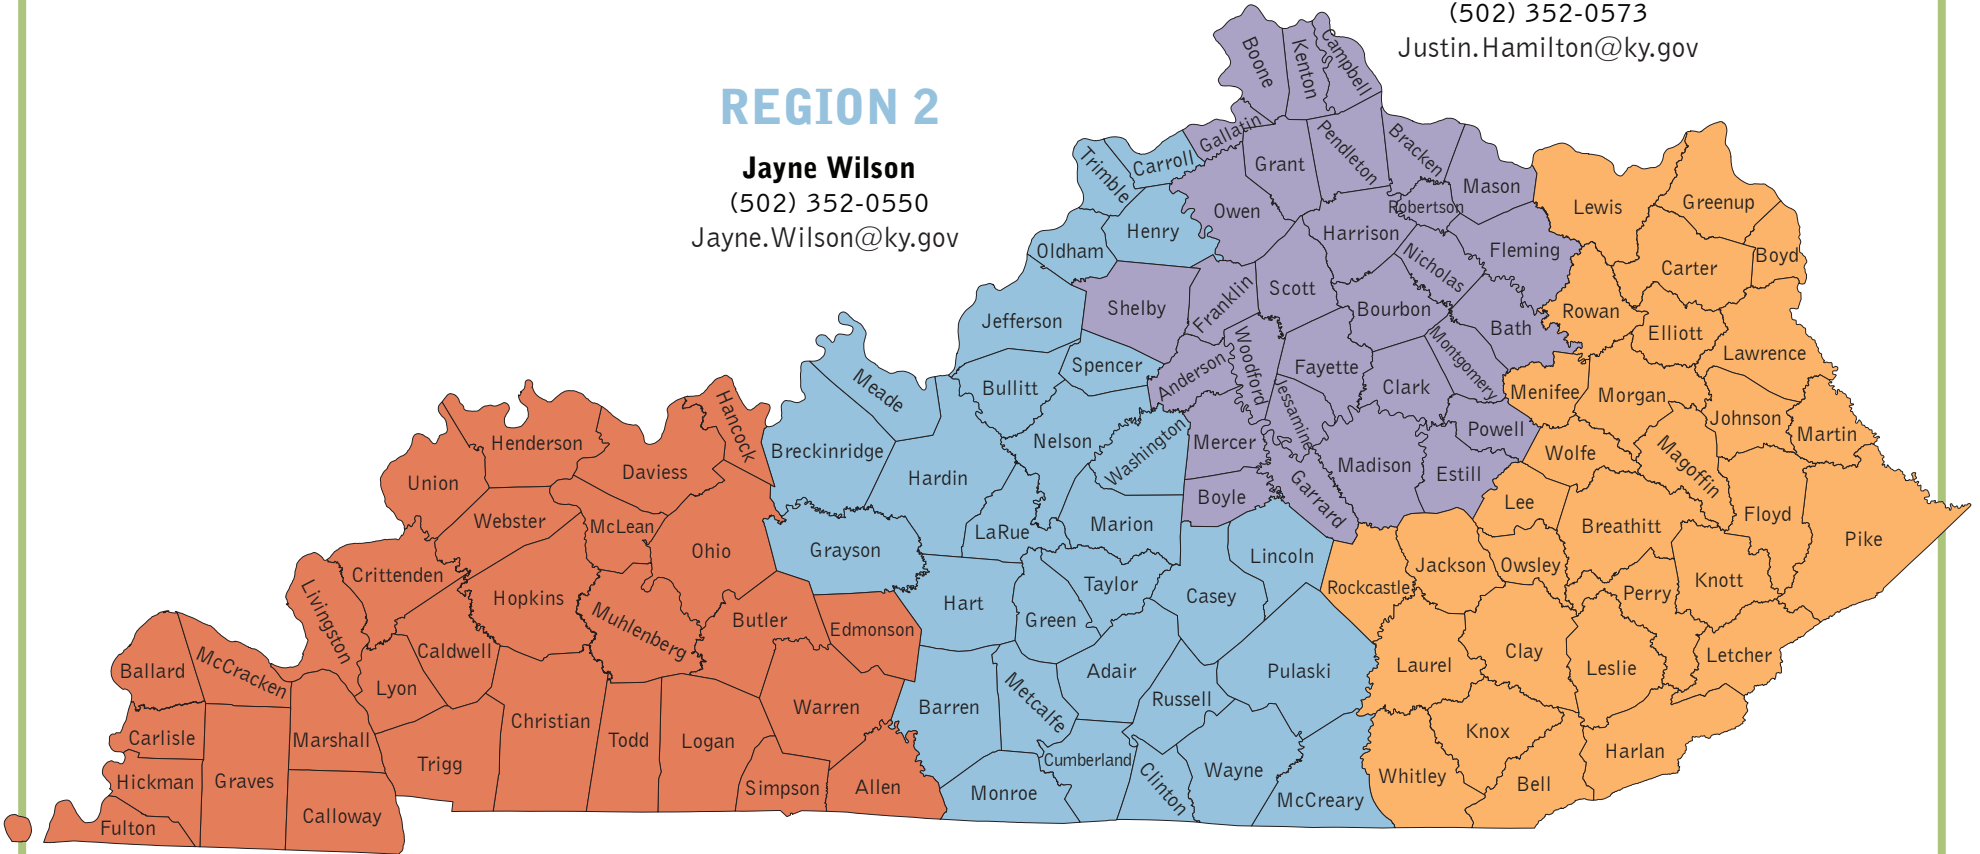 (502) 352-0573
Justin.Hamilton@ky.gov
REGION 2
Jayne Wilson
(502) 352-0550
Jayne.Wilson@ky.gov
Boone
Kenton
Campbell
Gallatin
Grant
Pendleton
Bracken
Mason
Robertson
Trimble
Carroll
Owen
Henry
Oldham
Harrison
Nicholas
Fleming
Lewis
Greenup
Carter
Boyd
Shelby
Franklin
Scott
Bourbon
Bath
Rowan
Elliott
Lawrence
Jefferson
Spencer
Bullitt
Anderson
Woodford
Fayette
Clark
Montgomery
Menifee
Morgan
Johnson
Martin
Jessamine
Powell
Meade
Breckinridge
Hancock
Nelson
Washington
Mercer
Madison
Estill
Wolfe
Magoffin
Henderson
Daviess
Union
Hardin
Boyle
Garrard
Lee
Breathitt
Floyd
Pike
Webster
McLean
Ohio
Grayson
LaRue
Marion
Lincoln
Jackson
Owsley
Perry
Knott
Crittenden
Livingston
Hopkins
Muhlenberg
Butler
Edmonson
Hart
Green
Taylor
Casey
Rockcastle
Ballard
McCracken
Lyon
Caldwell
Adair
Pulaski
Laurel
Clay
Leslie
Letcher
Carlisle
Marshall
Christian
Todd
Logan
Warren
Barren
Metcalfe
Russell
Knox
Harlan
Hickman
Graves
Trigg
Simpson
Allen
Monroe
Cumberland
Clinton
Wayne
McCreary
Whitley
Bell
Fulton
Calloway